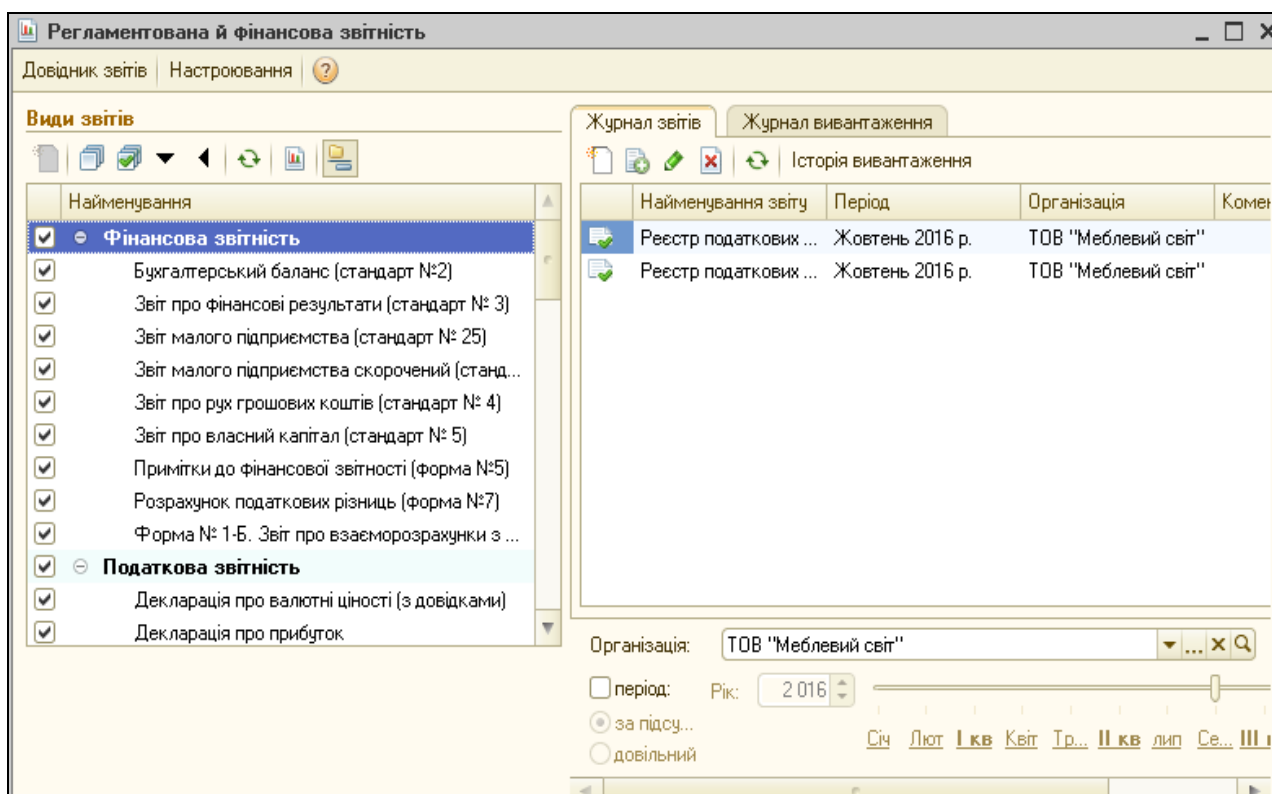 Регламентована й фінансова звітність
Довідник звітів Настроювання ?
Види звітів
Найменування
Фінансова звітність
Бухгалтерський баланс (стандарт №2)
Звіт про фінансові результати (стандарт № 3)
Звіт малого підприємства (стандарт № 25)
Звіт малого підприємства скорочений (станд...
Звіт про рух грошових коштів (стандарт № 4)
Звіт про власний капітал (стандарт № 5)
Примітки до фінансової звітності (форма №5)
Розрахунок податкових різниць (форма №7)
Форма № 1-Б. Звіт про взаєморозрахунки з ...
Податкова звітність
Декларація про валютні цінності (з довідками)
Декларація про прибуток
Журнал звітів Журнал вивантаження
Історія вивантаження
Найменування звіту Період Організація Комен
Реєстр податкових ... Жовтень 2016 р. ТОВ "Меблевий світ"
Реєстр податкових ... Жовтень 2016 р. ТОВ "Меблевий світ"
Організація: ТОВ "Меблевий світ" ...
період: Рік: 2 016
за підсу...
Січ Лют I кв Квіт Тр... II кв лип Се... III
довільний